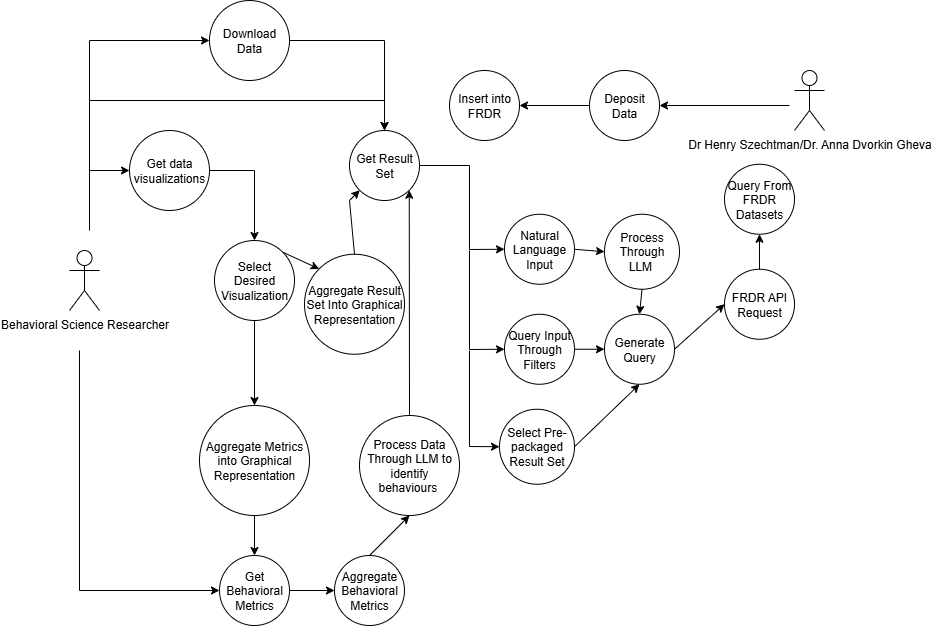 Download
Data
Insert into
FRDR
Deposit
Data
Dr Henry Szechtman/Dr. Anna Dvorkin Gheva
Get data
visualizations
Get Result
Set
Query From
FRDR
Datasets
Natural
Language
Input
Process
Through
LLM
Select
Desired
Visualization
Aggregate Result
Set Into Graphical
Representation
FRDR API
Request
Behavioral Science Researcher
Query Input
Through
Filters
Generate
Query
Aggregate Metrics
into Graphical
Representation
Process Data
Through LLM to
identify
behaviours
Select Pre-
packaged
Result Set
Get
Behavioral
Metrics
Aggregate
Behavioral
Metrics